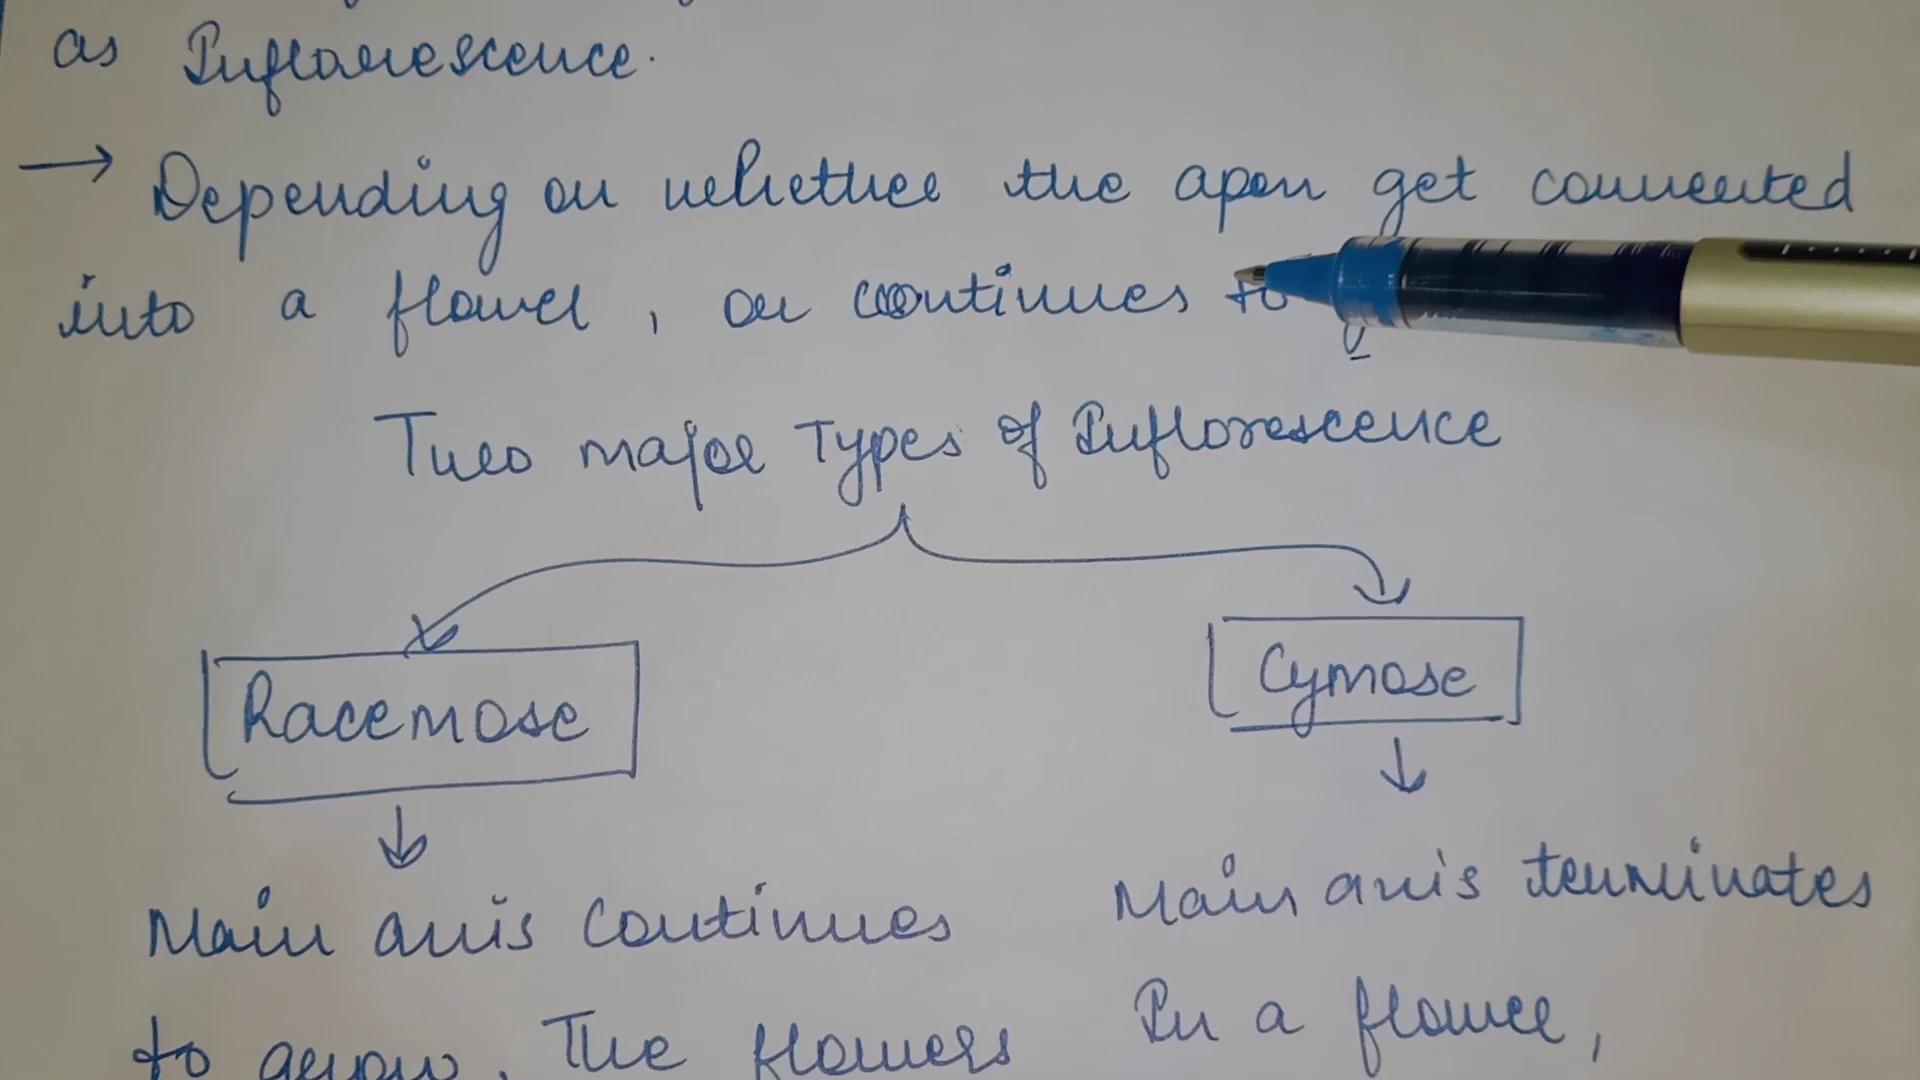 as Inflorescence.
→ Depending on whether the apex get converted
into a flower, or continues to
Two major Types of Inflorescence
Racemose
Cymose
Main axis continues
to grow. The flowers
Main axis terminates
In a flower,